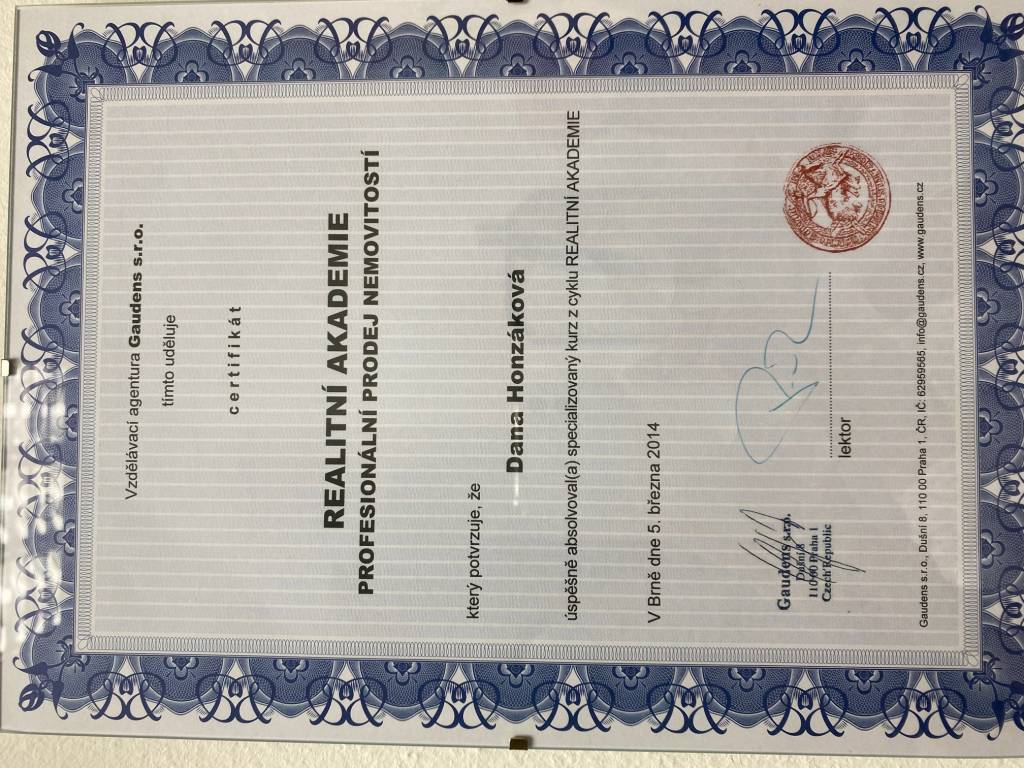 Vzdělávací agentura Gaudens s.r.o.
tímto uděluje
certifikát
REALITNÍ AKADEMIE
PROFESIONÁLNÍ PRODEJ NEMOVITOSTÍ
který potvrzuje, že
Dana Honzáková
úspěšně absolvoval(a) specializovaný kurz z cyklu REALITNÍ AKADEMIE
V Brně dne 5. března 2014
Gaudens s.r.o.
Dušní 8
110 00 Praha 1
Czech Republic
lektor
Gaudens s.r.o., Dušní 8, 110 00 Praha 1, ČR, IČ: 62959565, info@gaudens.cz, www.gaudens.cz